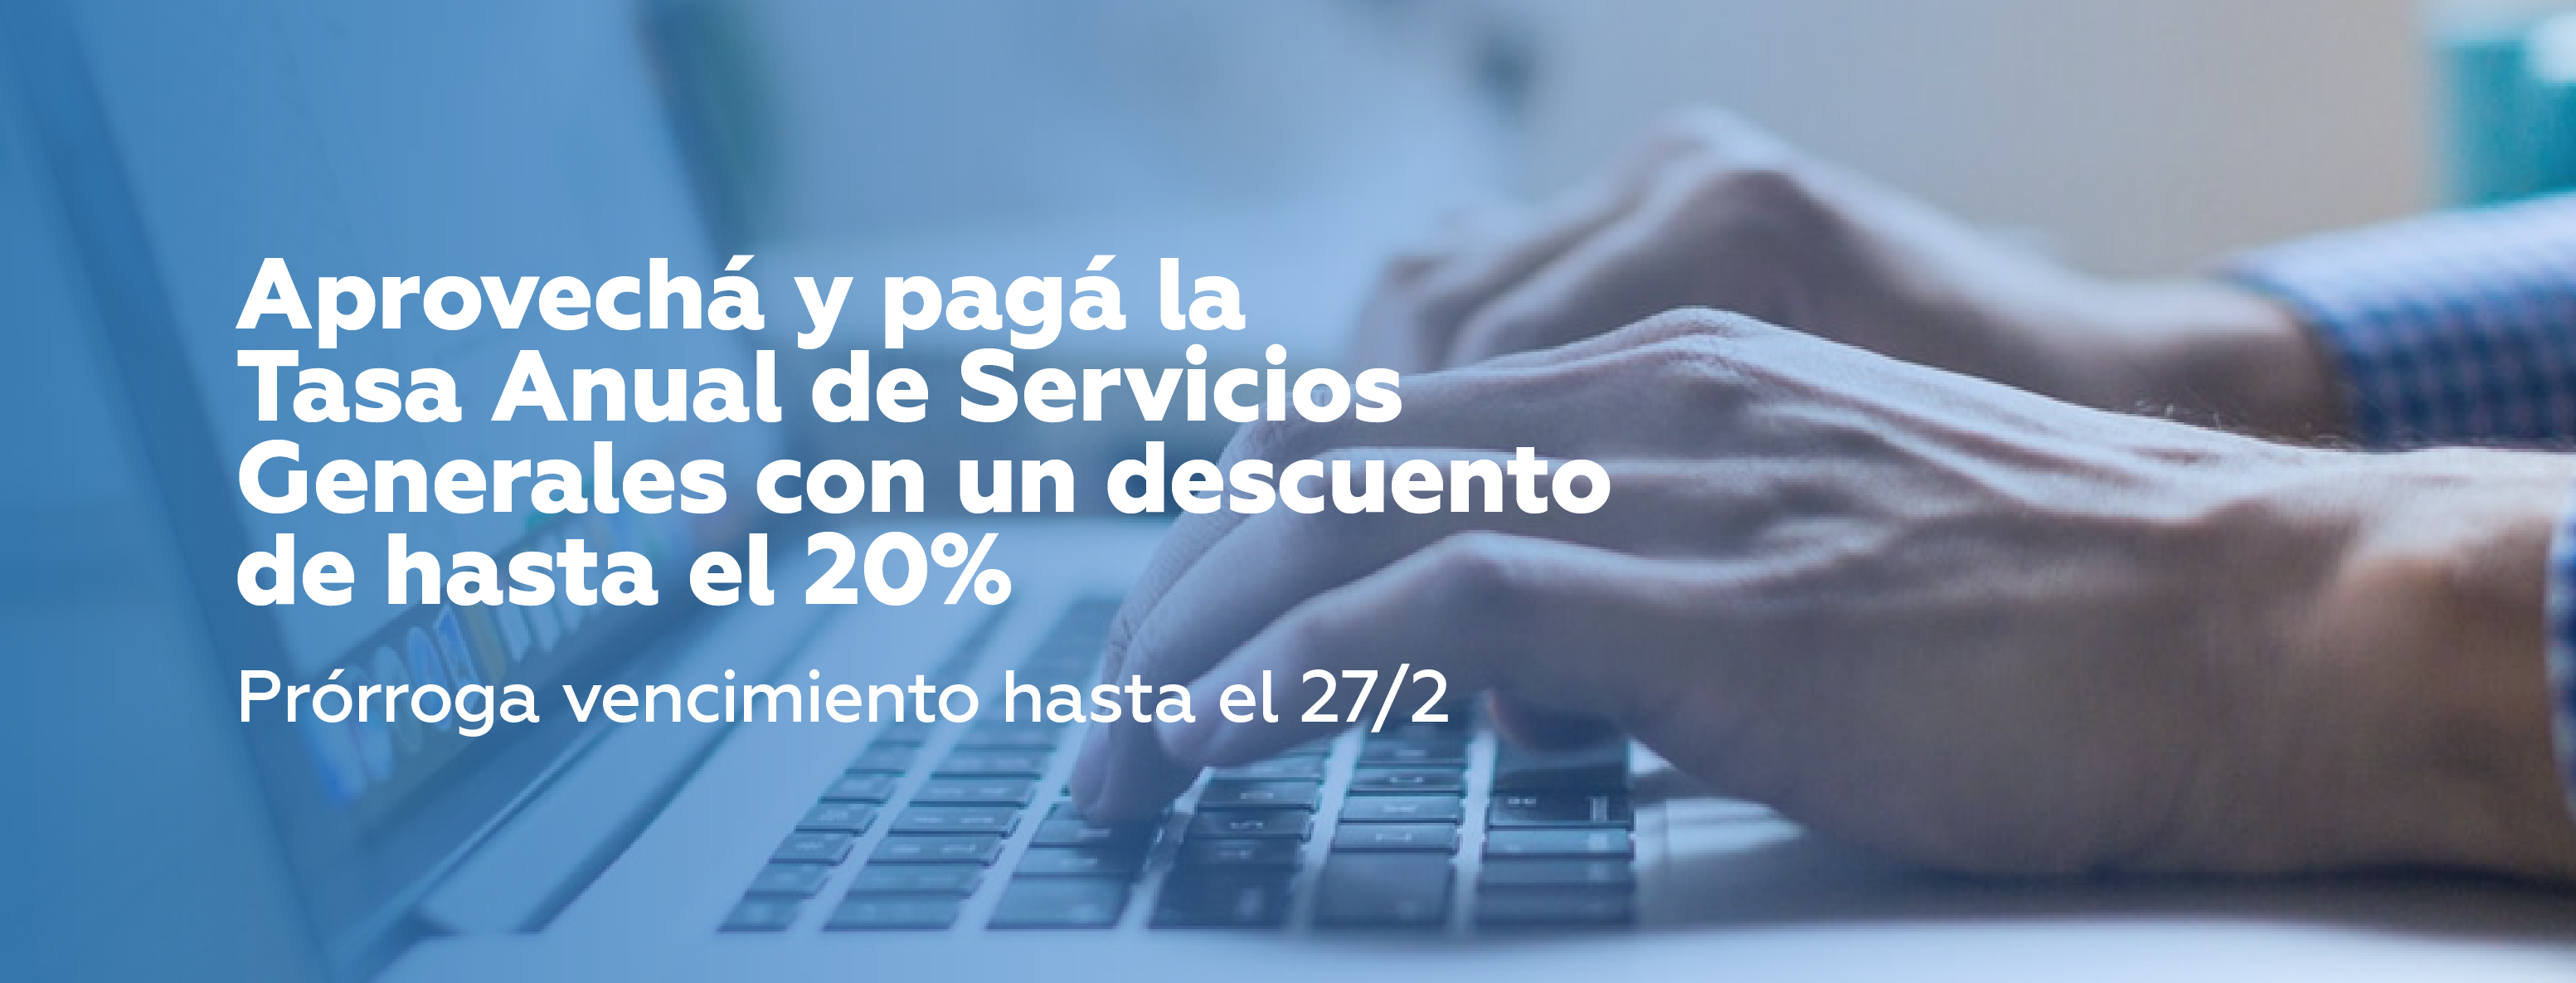 Aprovechá y pagá la
Tasa Anual de Servicios
Generales con un descuento
de hasta el 20%
Prórroga vencimiento hasta el 27/2